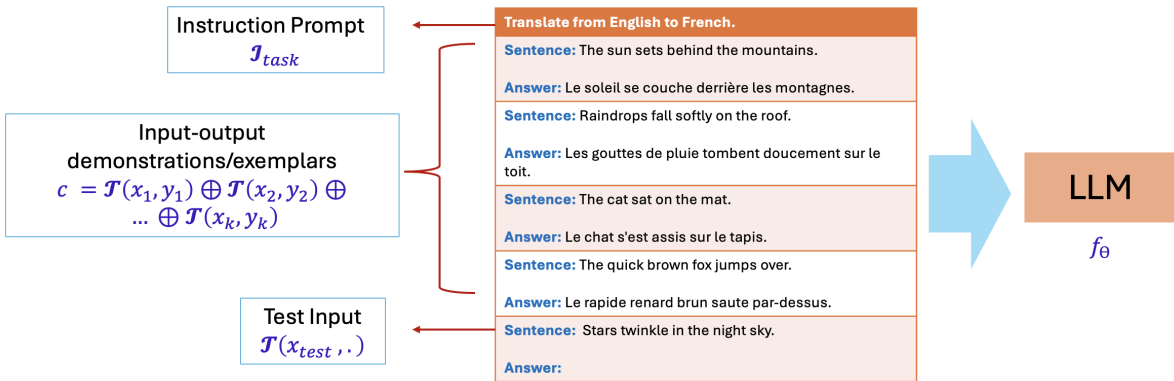 Instruction Prompt
𝓘task
Input-output
demonstrations/exemplars
c = 𝓣(x1, y1) ⊕ 𝓣(x2, y2) ⊕
... ⊕ 𝓣(xk, yk)
Test Input
𝓣(xtest , . )
Translate from English to French.
Sentence: The sun sets behind the mountains.
Answer: Le soleil se couche derrière les montagnes.
Sentence: Raindrops fall softly on the roof.
Answer: Les gouttes de pluie tombent doucement sur le
toit.
Sentence: The cat sat on the mat.
Answer: Le chat s'est assis sur le tapis.
Sentence: The quick brown fox jumps over.
Answer: Le rapide renard brun saute par-dessus.
Sentence: Stars twinkle in the night sky.
Answer:
LLM
fθ